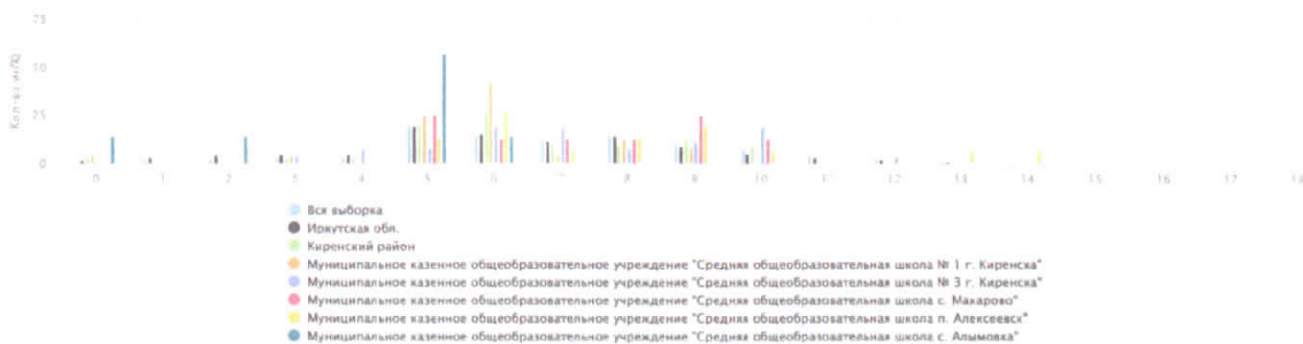 75
50
25
0
Кол-во уч(%)
0 1 2 3 4 5 6 7 8 9 10 11 12 13 14 15 16 17 18
Вся выборка
Иркутская обл.
Киренский район
Муниципальное казенное общеобразовательное учреждение "Средняя общеобразовательная школа № 1 г. Киренска"
Муниципальное казенное общеобразовательное учреждение "Средняя общеобразовательная школа № 3 г. Киренска"
Муниципальное казенное общеобразовательное учреждение "Средняя общеобразовательная школа с. Макарово"
Муниципальное казенное общеобразовательное учреждение "Средняя общеобразовательная школа п. Алексеевск"
Муниципальное казенное общеобразовательное учреждение "Средняя общеобразовательная школа с. Алымовка"